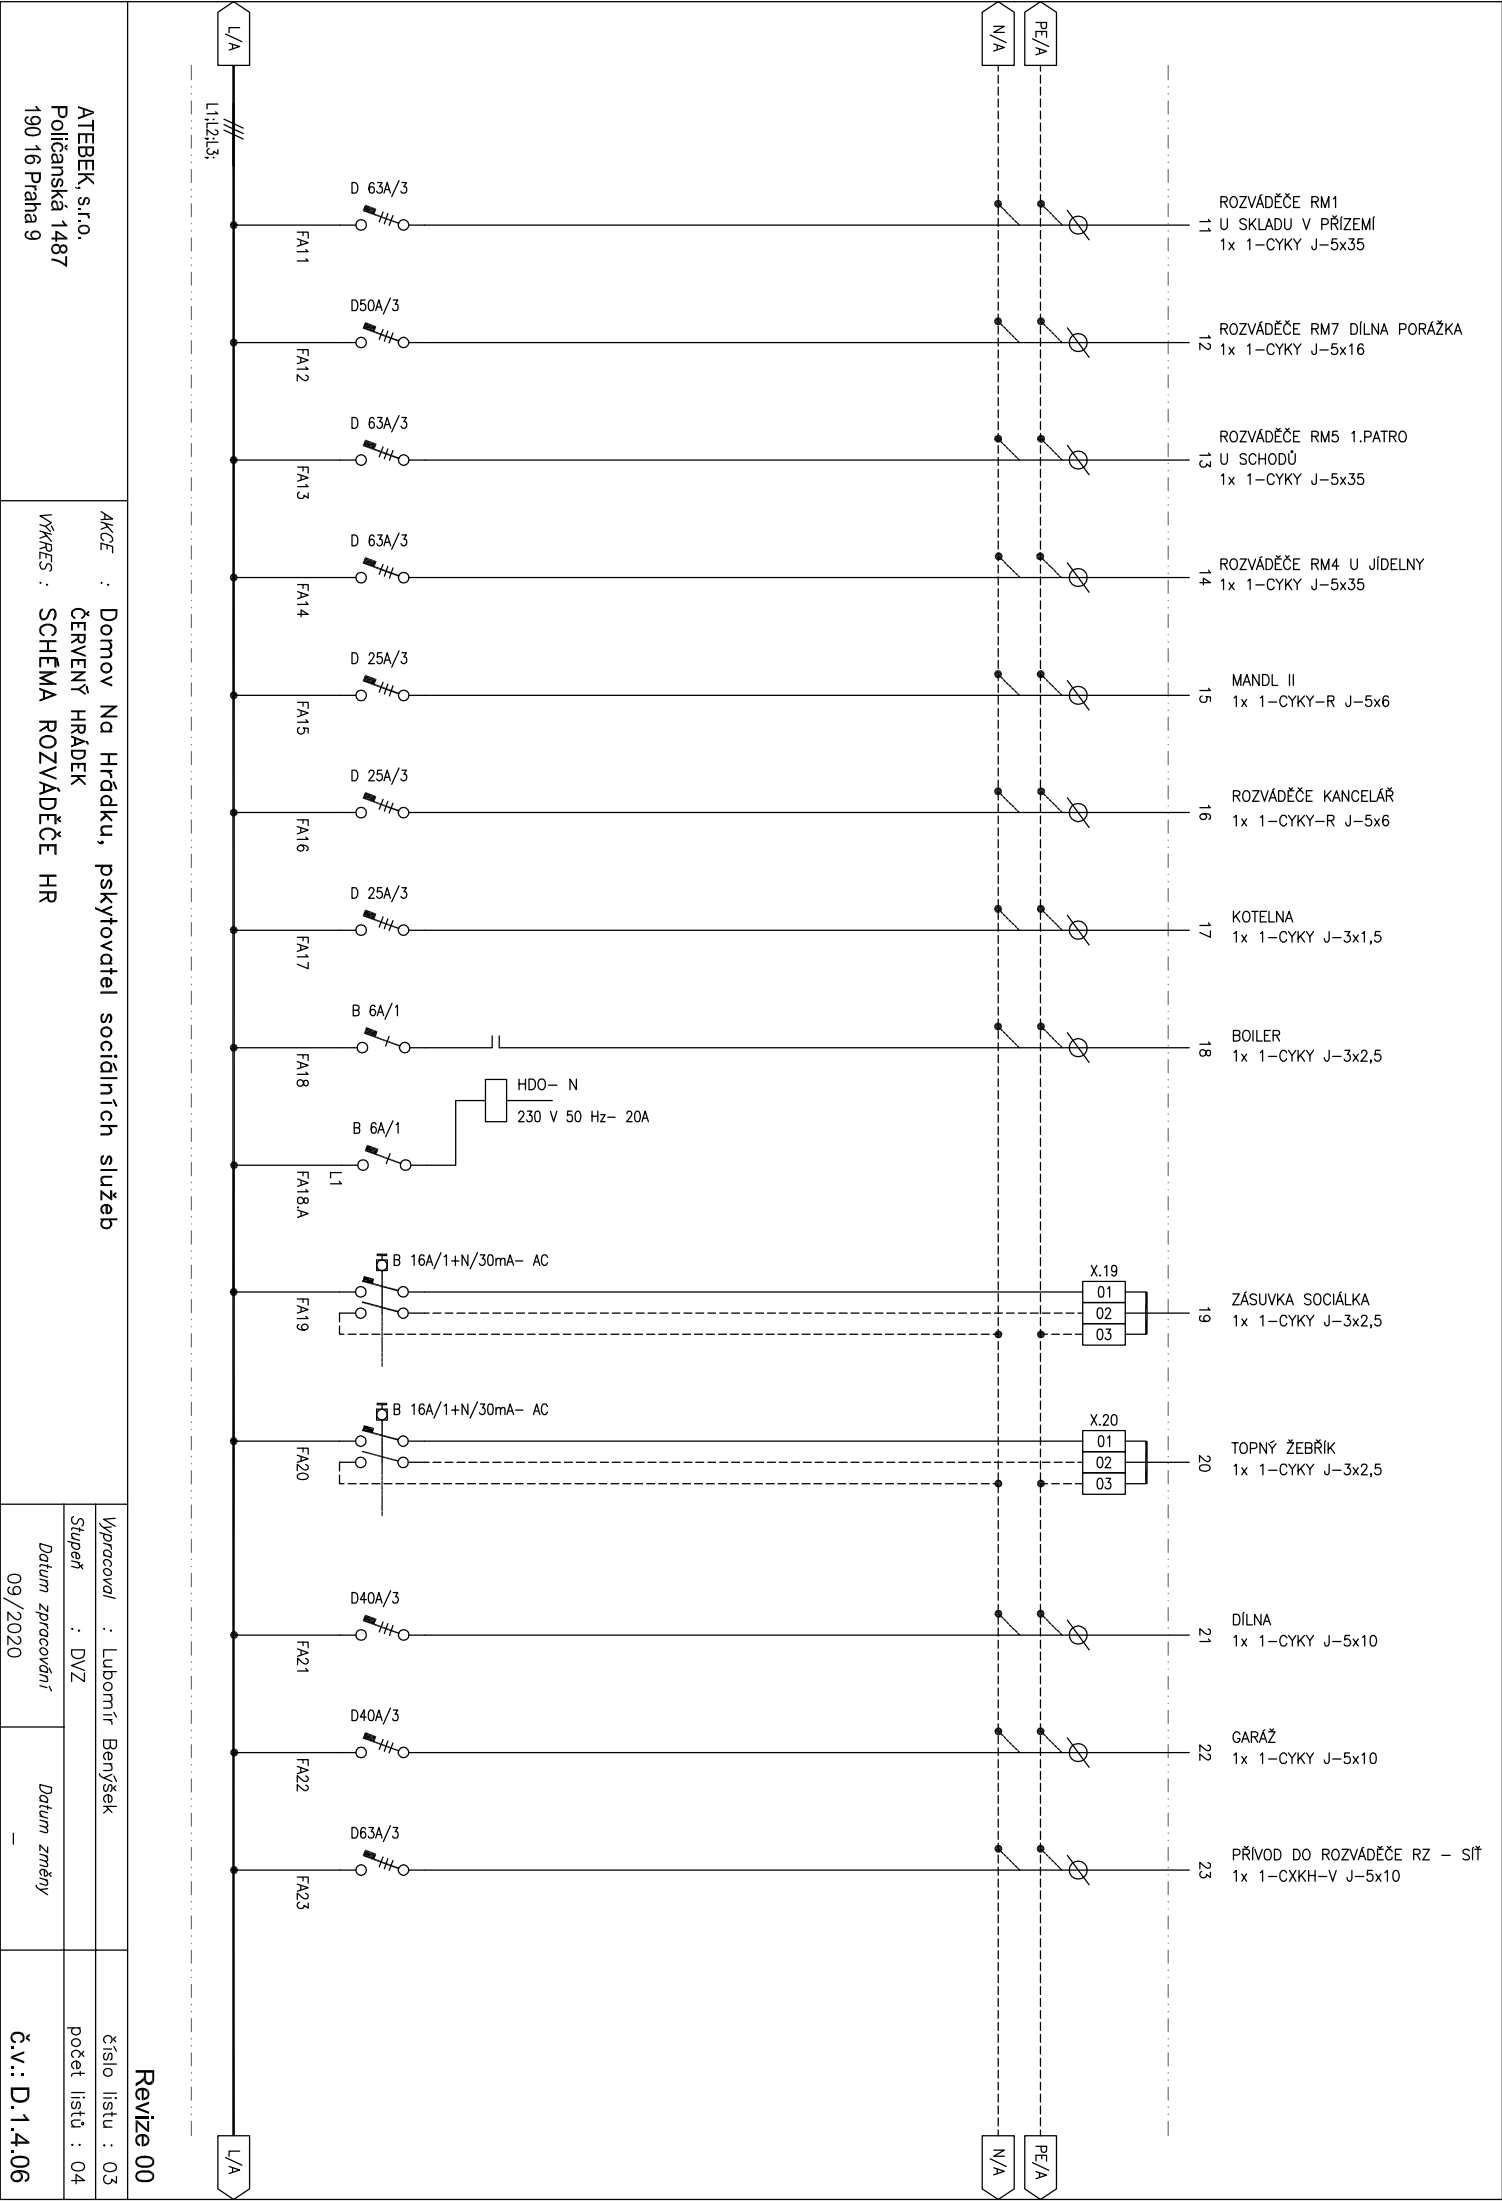 L/A
N/A
PE/A
L1;L2;L3;
D 63A/3
FA11
11
ROZVÁDĚČE RM1
U SKLADU V PŘÍZEMÍ
1x 1-CYKY J-5x35
D50A/3
FA12
12
ROZVÁDĚČE RM7 DÍLNA PORÁŽKA
1x 1-CYKY J-5x16
D 63A/3
FA13
13
ROZVÁDĚČE RM5 1.PATRO
U SCHODŮ
1x 1-CYKY J-5x35
D 63A/3
FA14
14
ROZVÁDĚČE RM4 U JÍDELNY
1x 1-CYKY J-5x35
D 25A/3
FA15
15
MANDL II
1x 1-CYKY-R J-5x6
D 25A/3
FA16
16
ROZVÁDĚČE KANCELÁŘ
1x 1-CYKY-R J-5x6
D 25A/3
FA17
17
KOTELNA
1x 1-CYKY J-3x1,5
B 6A/1
FA18
18
BOILER
1x 1-CYKY J-3x2,5
HDO- N
230 V 50 Hz- 20A
B 6A/1
L1
FA18.A
B 16A/1+N/30mA- AC
FA19
X.19
01
02
03
19
ZÁSUVKA SOCIÁLKA
1x 1-CYKY J-3x2,5
B 16A/1+N/30mA- AC
FA20
X.20
01
02
03
20
TOPNÝ ŽEBŘÍK
1x 1-CYKY J-3x2,5
D40A/3
FA21
21
DÍLNA
1x 1-CYKY J-5x10
D40A/3
FA22
22
GARÁŽ
1x 1-CYKY J-5x10
D63A/3
FA23
23
PŘÍVOD DO ROZVÁDĚČE RZ - SÍŤ
1x 1-CXKH-V J-5x10
L/A
N/A
PE/A
Revize 00
ATEBEK, s.r.o.
Poličanská 1487
190 16 Praha 9
AKCE : Domov Na Hrádku, pskytovatel sociálních služeb
ČERVENÝ HRÁDEK
VÝKRES : SCHÉMA ROZVÁDĚČE HR
Vypracoval : Lubomír Benýšek
Stupeň : DVZ
Datum zpracování
09/2020
Datum změny
-
číslo listu : 03
počet listů : 04
č.v.: D.1.4.06